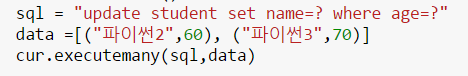 sql = "update student set name=? where age=?"
data =[("파이썬2",60), ("파이썬3",70)]
cur.executemany(sql,data)